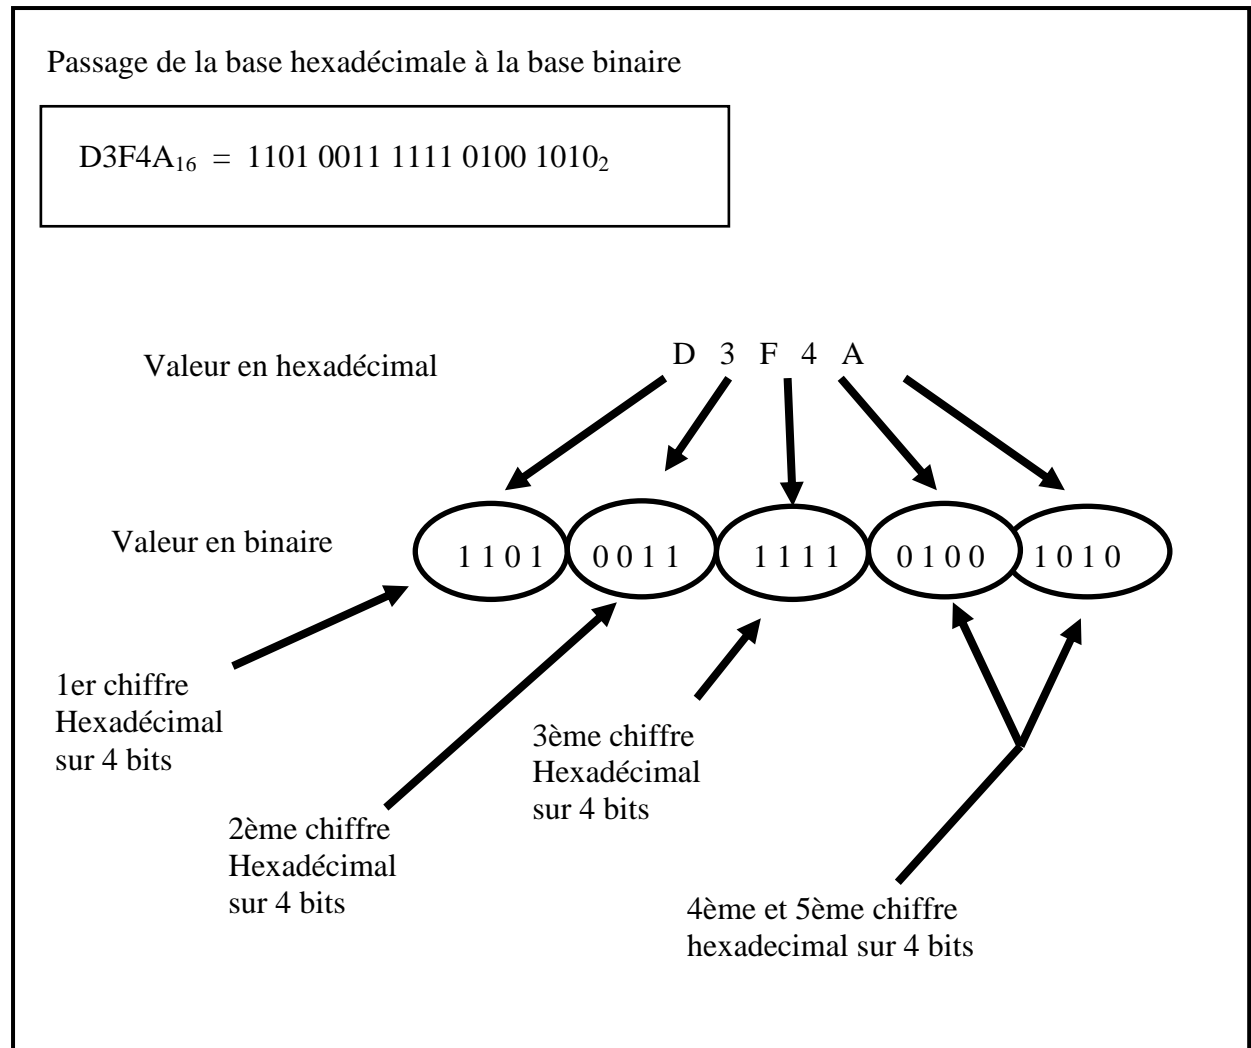 Passage de la base hexadécimale à la base binaire
D3F4A₁₆ = 1101 0011 1111 0100 1010₂
Valeur en hexadécimal
D 3 F 4 A
Valeur en binaire
1 1 0 1 0 0 1 1 1 1 1 1 0 1 0 0 1 0 1 0
1er chiffre
Hexadécimal
sur 4 bits
2ème chiffre
Hexadécimal
sur 4 bits
3ème chiffre
Hexadécimal
sur 4 bits
4ème et 5ème chiffre
hexadecimal sur 4 bits